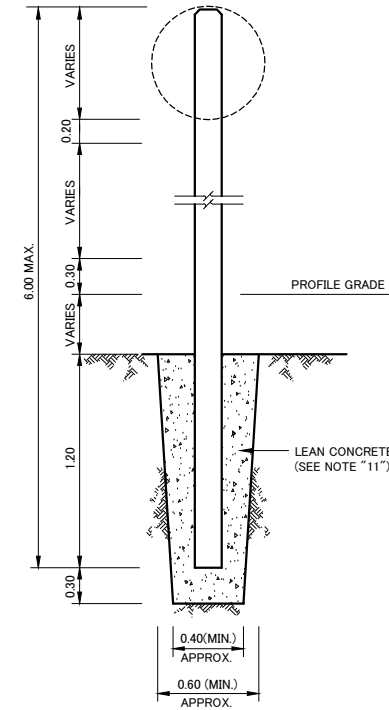 VARIES
0.20
VARIES
6.00 MAX.
0.30
PROFILE GRADE
VARIES
1.20
LEAN CONCRETE
(SEE NOTE "11")
0.30
0.40(MIN.)
APPROX.
0.60 (MIN.)
APPROX.